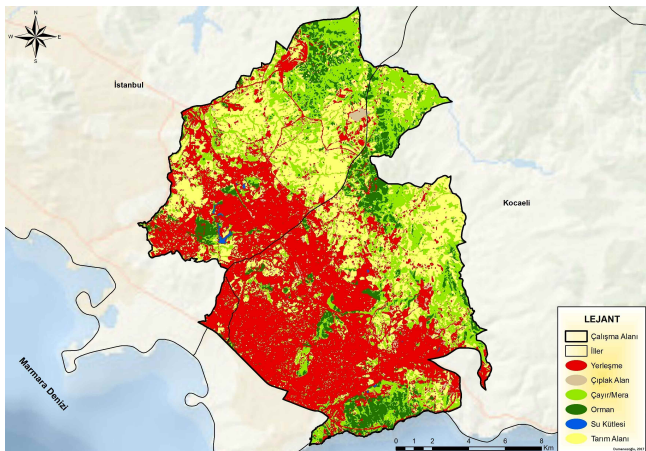 N
W E
S
İstanbul
Kocaeli
Marmara Denizi
LEJANT
Çalışma Alanı
İller
Yerleşme
Çıplak Alan
Çayır/Mera
Orman
Su Kütlesi
Tarım Alanı
0 1 2 4 6 8
Km